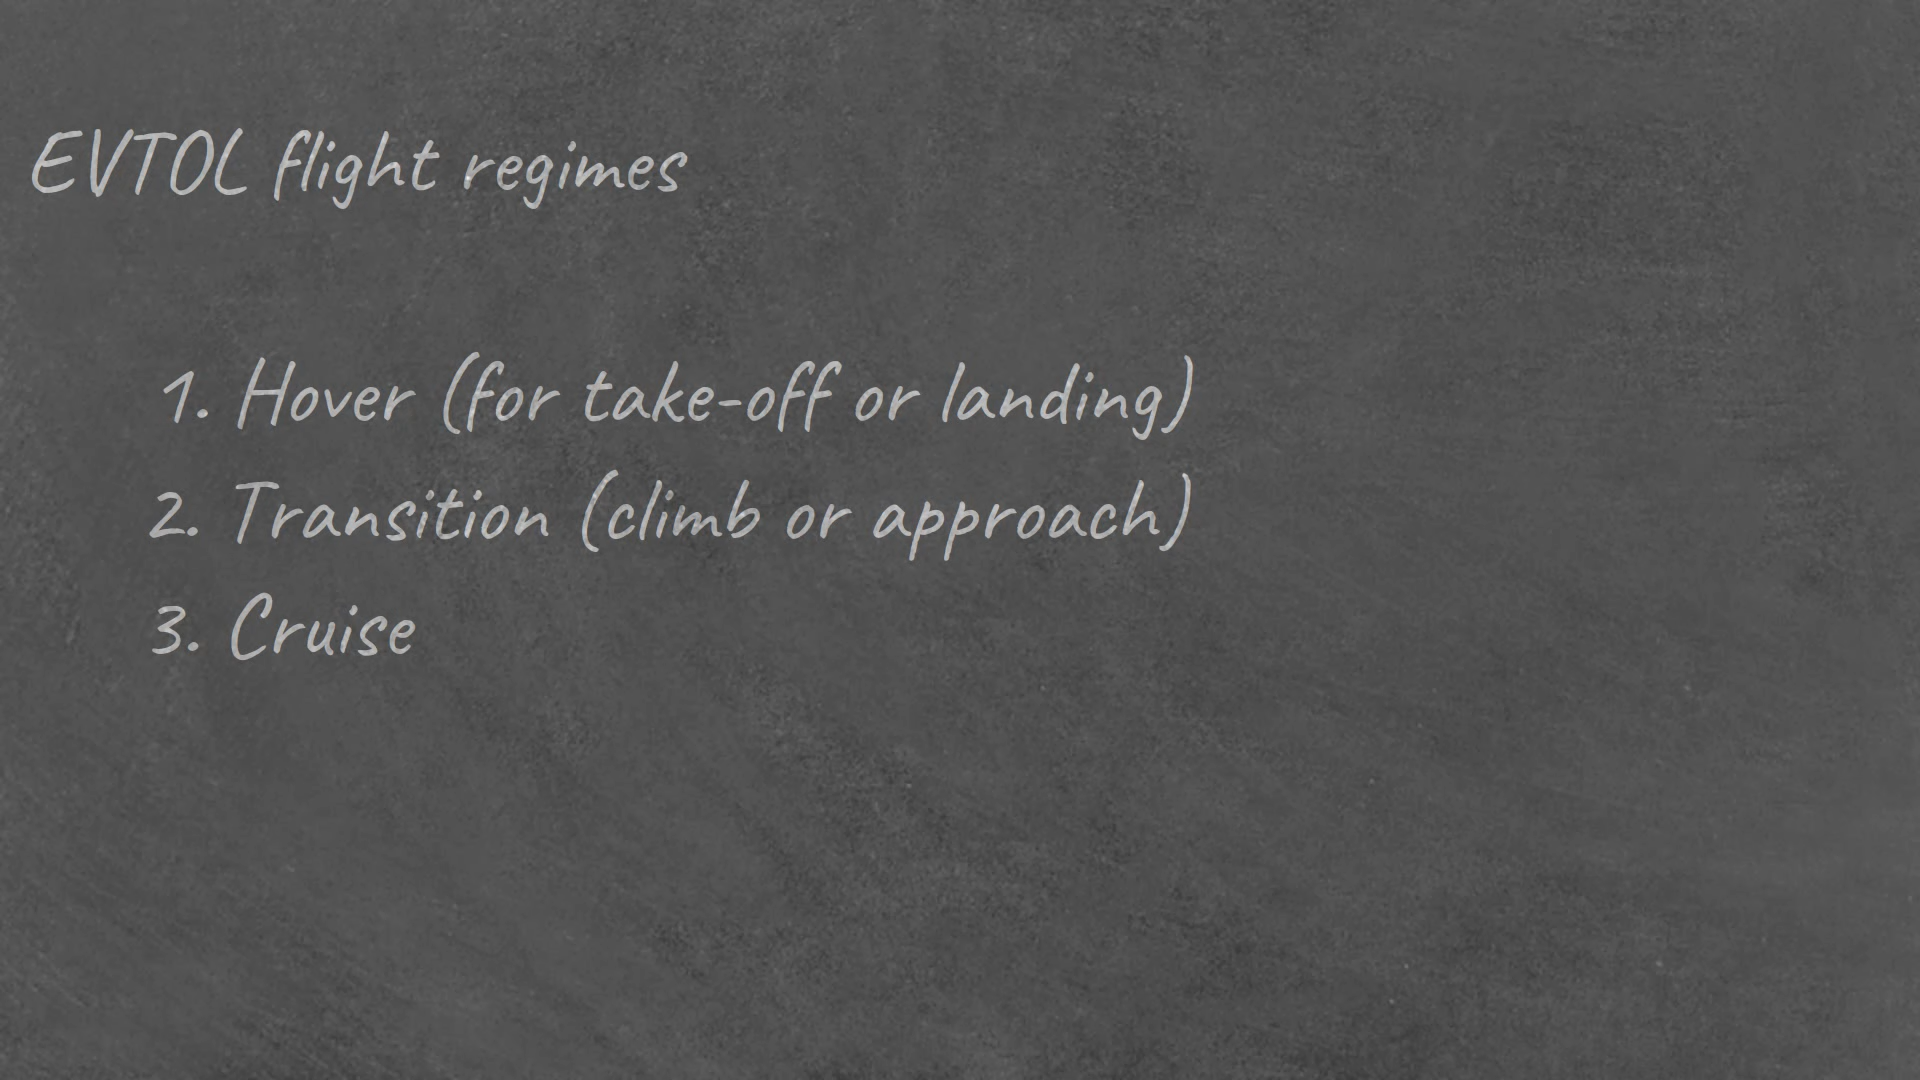 EVTOL flight regimes
1. Hover (for take-off or landing)
2. Transition (climb or approach)
3. Cruise